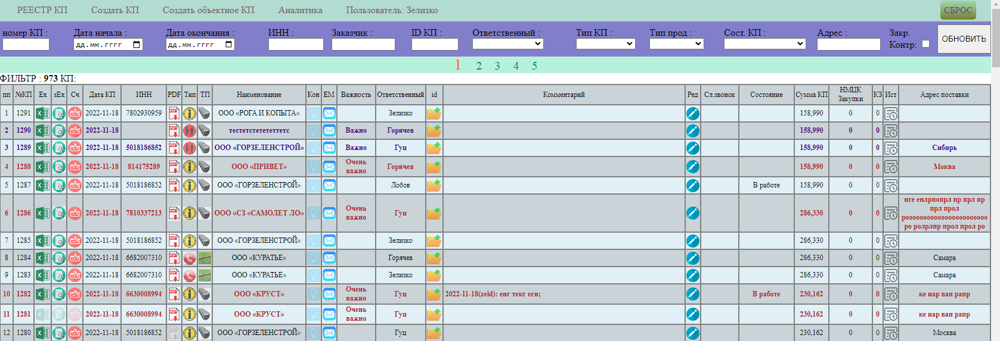 РЕЕСТР КП Создать КП Создать объектное КП Аналитика Пользователь: Зелизко СБРОС
номер КП : Дата начала : Дата окончания : ИНН : Заказчик : ID КП : Ответственный : Тип КП : Тип прод : Сост. КП : Адрес : Закр. Контр: ОБНОВИТЬ
дд.мм.гггг дд.мм.гггг
1 2 3 4 5
ФИЛЬТР : 973 КП:
пп №КП Ex sEx Сч Дата КП ИНН PDF Тип ТП Наименование Кон EM Важность Ответственный id Комментарий Ред Сл.звонок Состояние Сумма КП НМЦК Закупки КЗ Ист Адрес поставки
1 1291 2022-11-18 7802930959 ООО «РОГА И КОПЫТА» Зелизко 158,990 0 0
2 1290 2022-11-18 тестетстетететтетс Важно Горячев 158,990 0 0
3 1289 2022-11-18 5018186852 ООО «ГОРЗЕЛЕНСТРОЙ» Важно Гуц 158,990 0 0 Сибирь
4 1288 2022-11-18 814175289 ООО «ПРИВЕТ» Очень важно Горячев 158,990 0 0 Моква
5 1287 2022-11-18 5018186852 ООО «ГОРЗЕЛЕНСТРОЙ» Лобов В работе 158,990 0 0
6 1286 2022-11-18 7810337213 ООО «СЗ «САМОЛЕТ ЛО» Очень важно Гуц 286,330 0 0 нге енлрпопрл пр прл пр
прл прол
ро ролрлпр прол прол ро
7 1285 2022-11-18 5018186852 ООО «ГОРЗЕЛЕНСТРОЙ» Зелизко 286,330 0 0
8 1284 2022-11-18 6682007310 ООО «КУРАТЬЕ» Горячев 286,330 0 0 Самара
9 1283 2022-11-18 6682007310 ООО «КУРАТЬЕ» Зелизко 286,330 0 0 Самара
10 1282 2022-11-18 6630008994 ООО «КРУСТ» Очень важно Гуц 2022-11-18(zeld): енг текг егн; В работе 230,162 0 0 ке иар вап рапр
11 1281 2022-11-18 6630008994 ООО «КРУСТ» Очень важно Гуц 230,162 0 0 ке иар вап рапр
12 1280 2022-11-18 5018186852 ООО «ГОРЗЕЛЕНСТРОЙ» Гуц 230,162 0 0 Москва